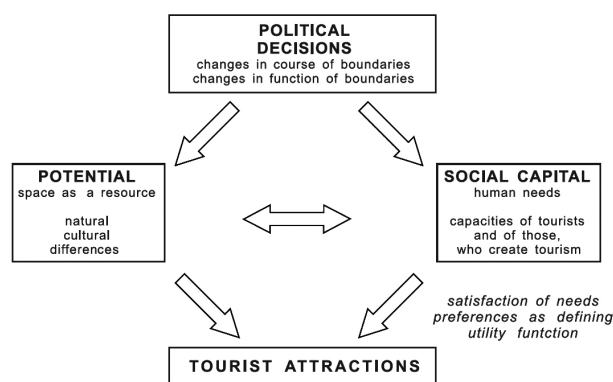 POLITICAL
DECISIONS
changes in course of boundaries
changes in function of boundaries
POTENTIAL
space as a resource
natural
cultural
differences
SOCIAL CAPITAL
human needs
capacities of tourists
and of those,
who create tourism
satisfaction of needs
preferences as defining
utility funtction
TOURIST ATTRACTIONS